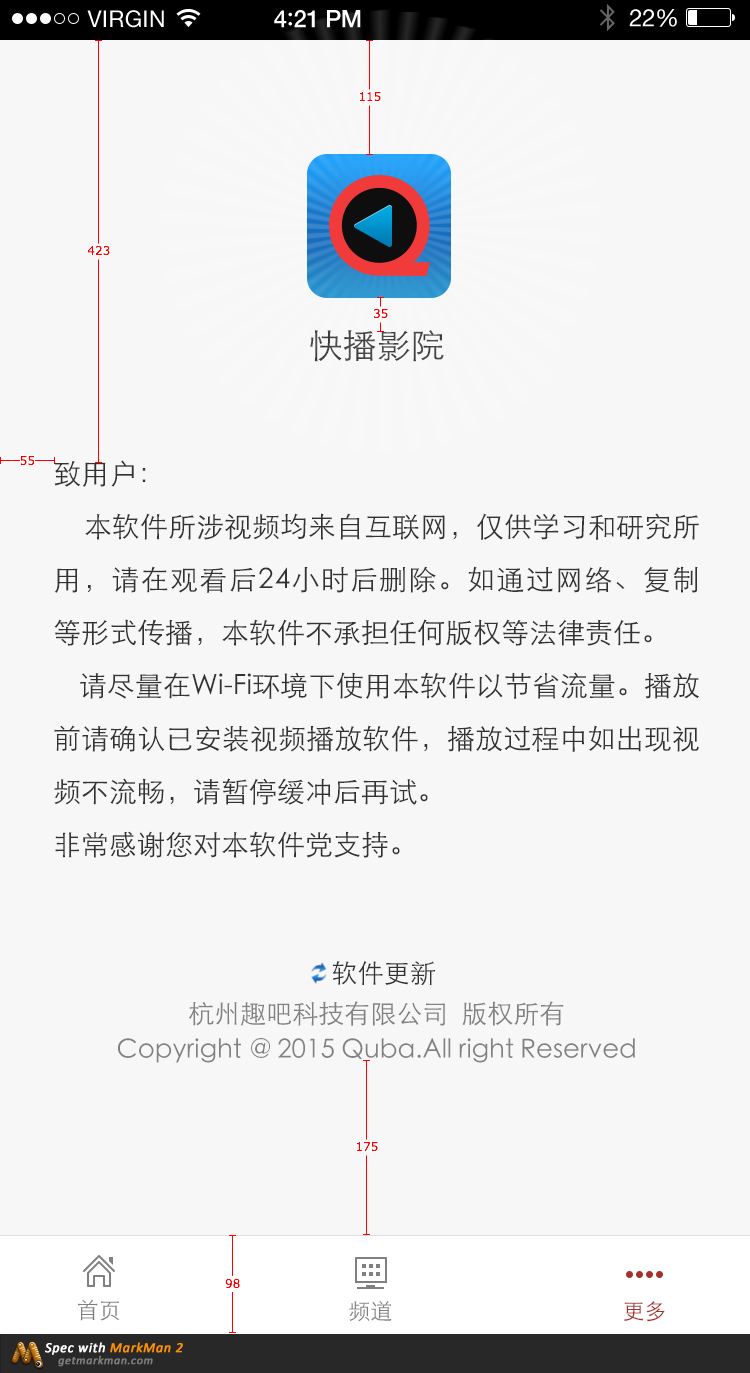 VIRGIN 4:21 PM 22%
115
423
35
快播影院
55
致用户：
本软件所涉视频均来自互联网，仅供学习和研究所
用，请在观看后24小时后删除。如通过网络、复制
等形式传播，本软件不承担任何版权等法律责任。
请尽量在Wi-Fi环境下使用本软件以节省流量。播放
前请确认已安装视频播放软件，播放过程中如出现视
频不流畅，请暂停缓冲后再试。
非常感谢您对本软件党支持。
软件更新
杭州趣吧科技有限公司 版权所有
Copyright @ 2015 Quba.All right Reserved
175
98
首页 频道 更多
Spec with MarkMan 2
getmarkman.com